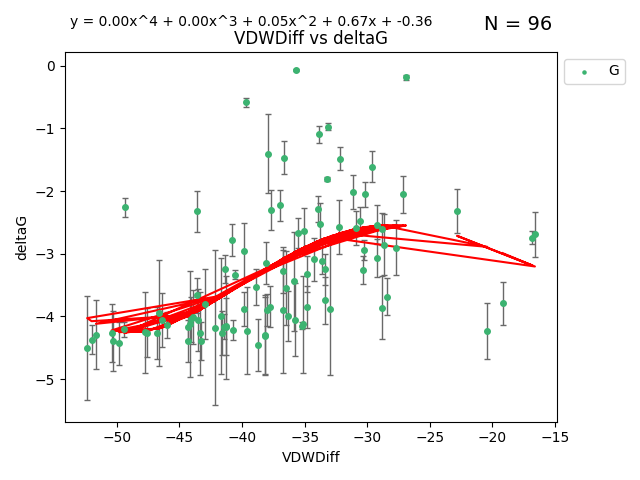 y = 0.00x^4 + 0.00x^3 + 0.05x^2 + 0.67x + -0.36
N = 96
VDWDiff vs deltaG
G
deltaG
0
−1
−2
−3
−4
−5
−50 −45 −40 −35 −30 −25 −20 −15
VDWDiff